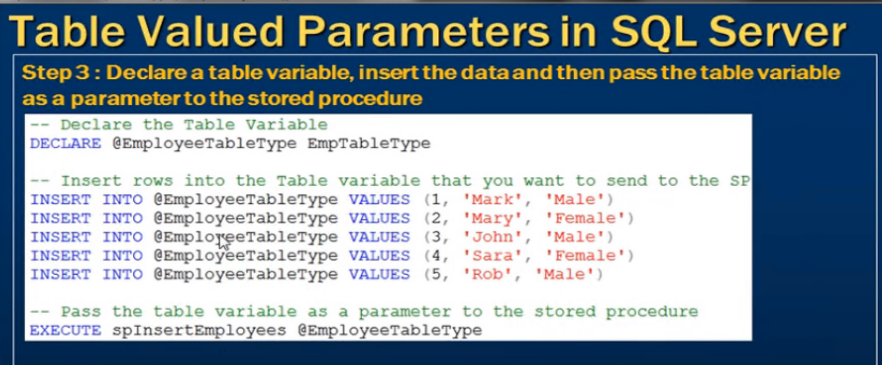 Table Valued Parameters in SQL Server
Step 3 : Declare a table variable, insert the data and then pass the table variable
as a parameter to the stored procedure
-- Declare the Table Variable
DECLARE @EmployeeTableType EmpTableType
-- Insert rows into the Table variable that you want to send to the SP
INSERT INTO @EmployeeTableType VALUES (1, 'Mark', 'Male')
INSERT INTO @EmployeeTableType VALUES (2, 'Mary', 'Female')
INSERT INTO @EmployeeTableType VALUES (3, 'John', 'Male')
INSERT INTO @EmployeeTableType VALUES (4, 'Sara', 'Female')
INSERT INTO @EmployeeTableType VALUES (5, 'Rob', 'Male')
-- Pass the table variable as a parameter to the stored procedure
EXECUTE spInsertEmployees @EmployeeTableType